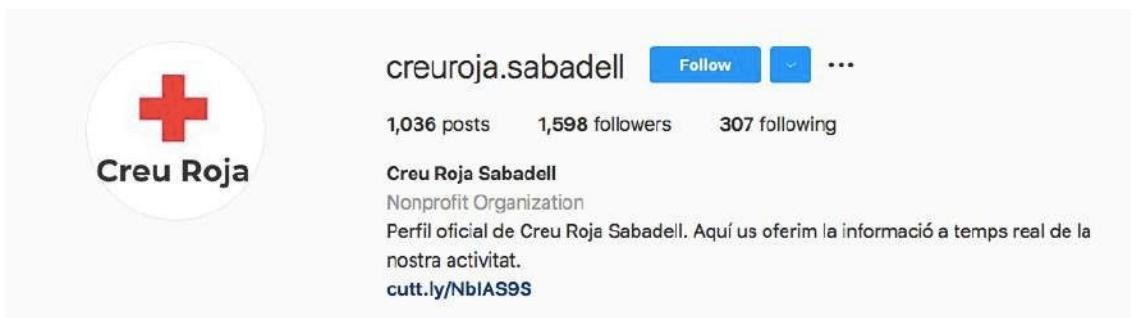 creuroja.sabadell Follow ...
1,036 posts 1,598 followers 307 following
Creu Roja
Creu Roja Sabadell
Nonprofit Organization
Perfil oficial de Creu Roja Sabadell. Aquí us oferim la informació a temps real de la
nostra activitat.
cutt.ly/NbIAS9S